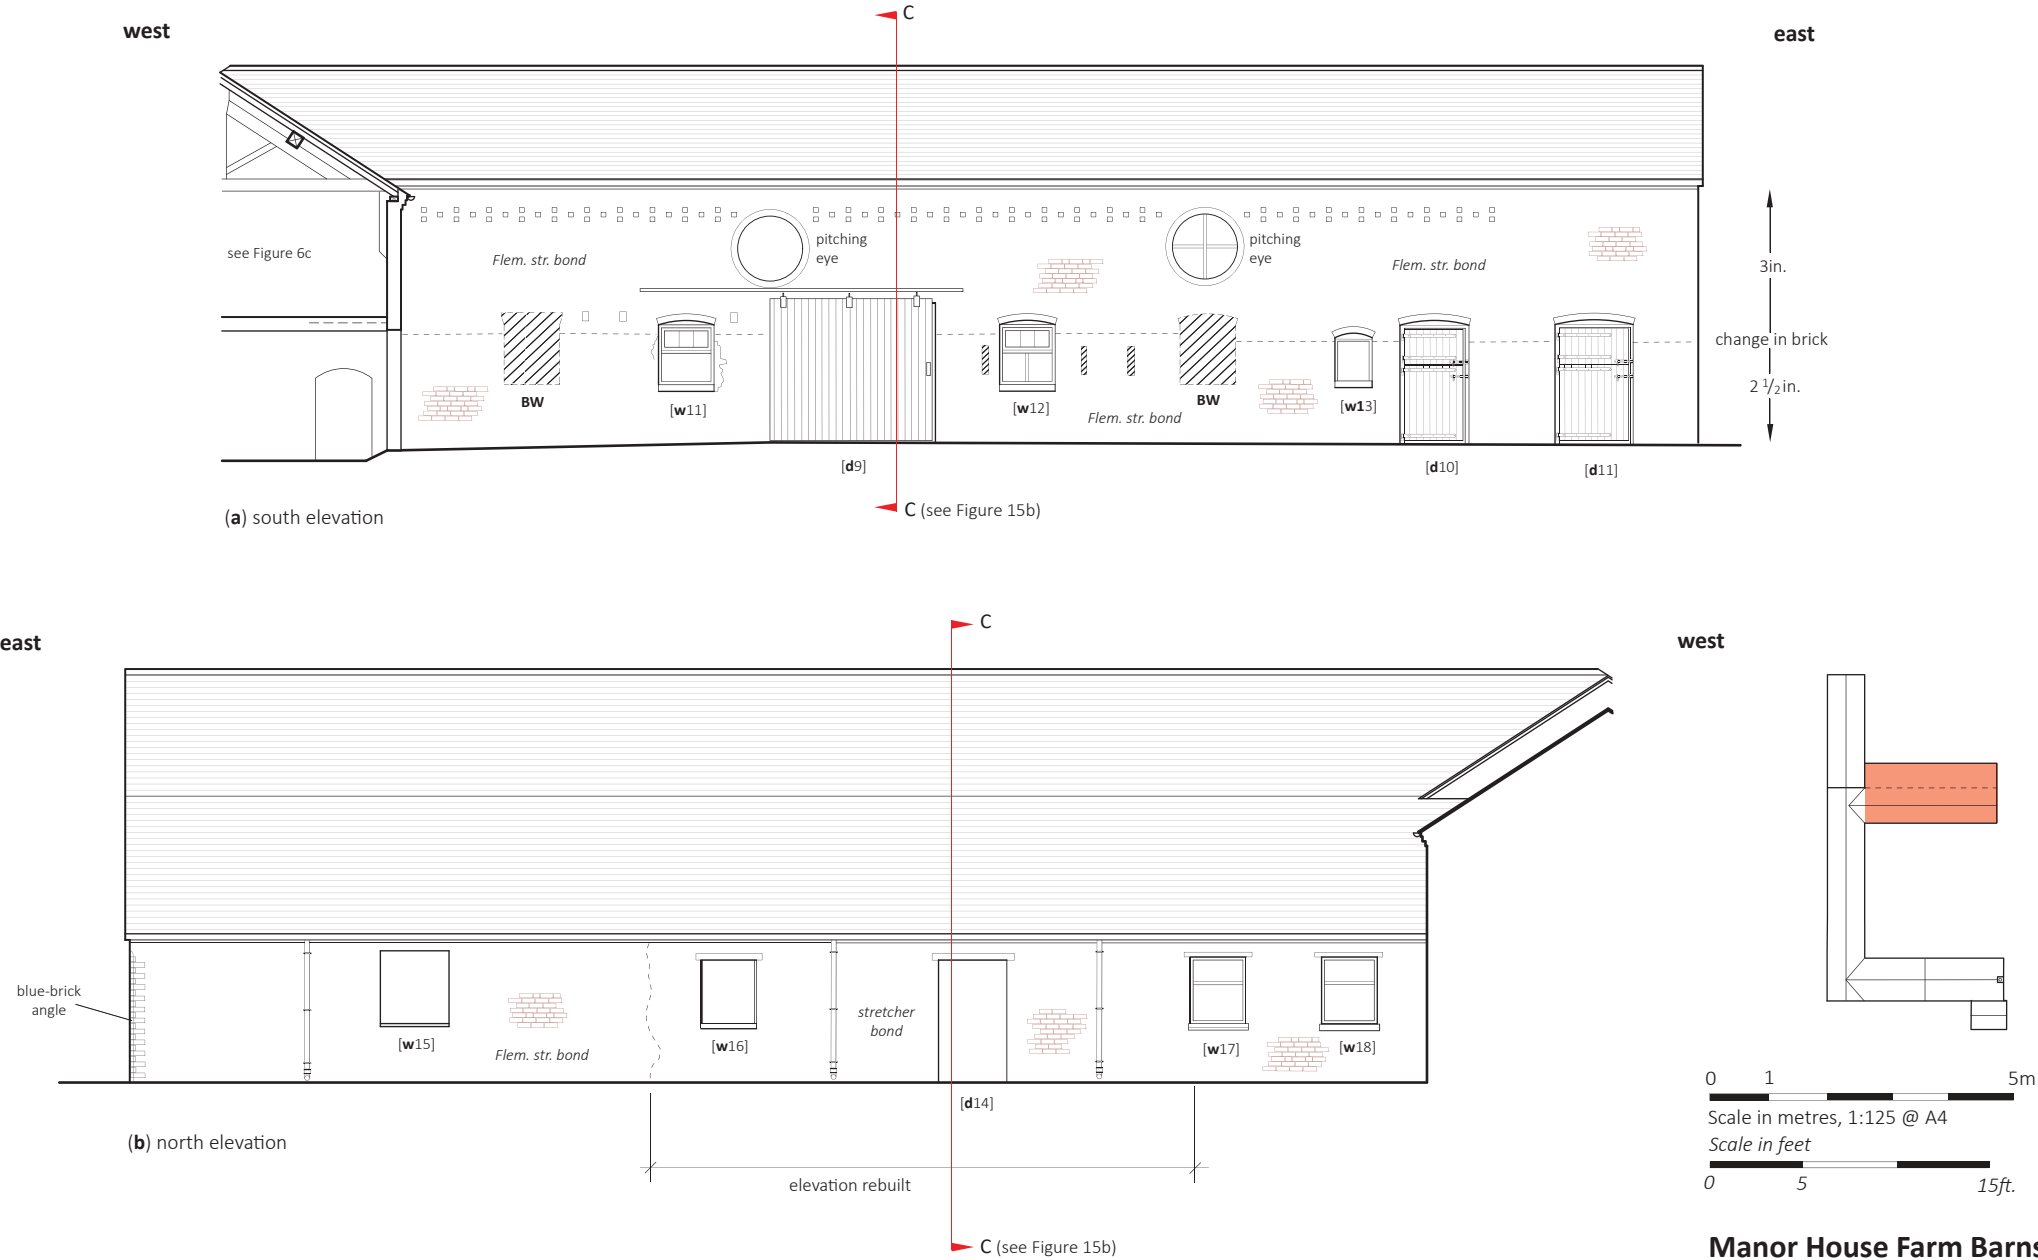 C
west
east
see Figure 6c
Flem. str. bond
pitching
eye
pitching
eye
Flem. str. bond
3in.
change in brick
2 1/2 in.
BW
[w11]
[w12]
Flem. str. bond
BW
[w13]
[d9]
[d10]
[d11]
C (see Figure 15b)
(a) south elevation
C
east
west
blue-brick
angle
[w15]
Flem. str. bond
[w16]
stretcher
bond
[w17]
[w18]
[d14]
(b) north elevation
elevation rebuilt
C (see Figure 15b)
0 1 5m
Scale in metres, 1:125 @ A4
Scale in feet
0 5 15ft.
Manor House Farm Barns